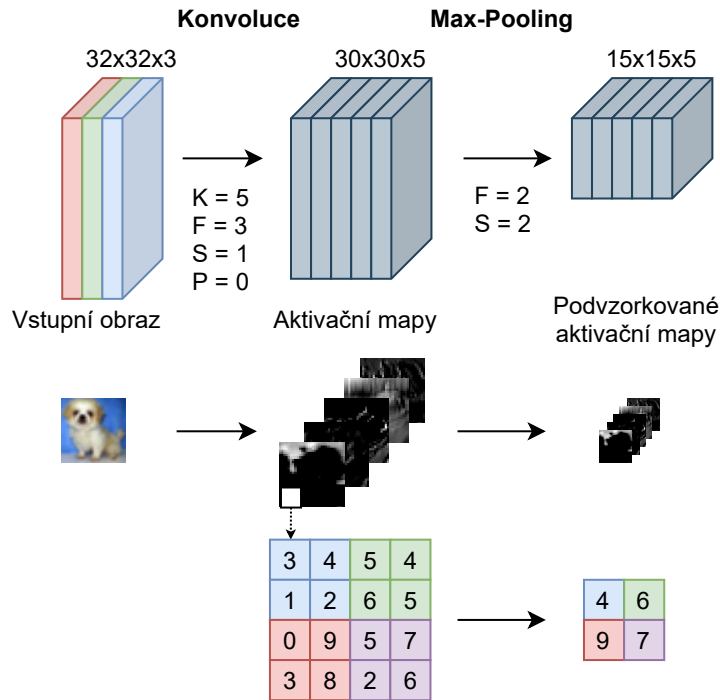 Konvoluce
Max-Pooling
32x32x3
30x30x5
15x15x5
K = 5
F = 3
S = 1
P = 0
F = 2
S = 2
Vstupní obraz
Aktivační mapy
Podvzorkované
aktivační mapy
3 4 5 4
1 2 6 5
0 9 5 7
3 8 2 6
4 6
9 7